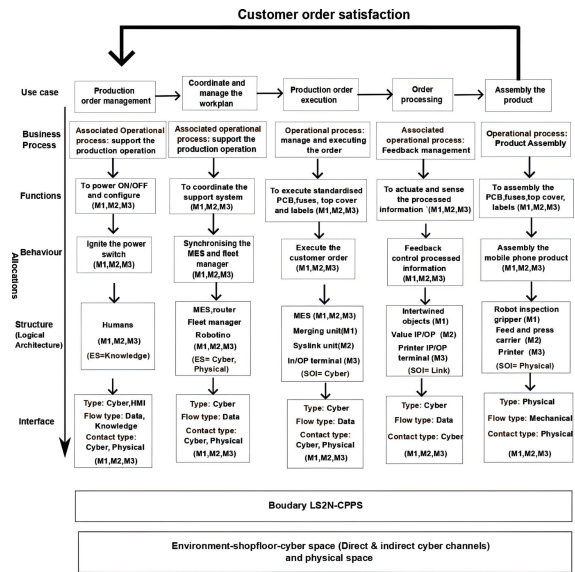 Customer order satisfaction
Use case
Production
order management
Coordinate and
manage the
workplan
Production order
execution
Order
processing
Assembly the
product
Business
Process
Associated Operational
process: support the
production operation
Associated operational
process: support the
production operation
Operational process:
manage and executing
the order
Associated
operational process:
Feedback management
Operational process:
Product Assembly
Functions
To power ON/OFF
and configure
(M1,M2,M3)
To coordinate the
support system
(M1,M2,M3)
To execute standardised
PCB,fuses, top cover
and labels (M1,M2,M3)
To actuate and sense
the processed
information `(M1,M2,M3)
To assembly the
PCB,fuses,top cover,
labels (M1,M2,M3)
Allocations
Behaviour
Ignite the power
switch
(M1,M2,M3)
Synchronising the
MES and fleet
manager
(M1,M2,M3)
Execute the
customer order
(M1,M2,M3)
Feedback
control processed
information
(M1,M2,M3)
Assembly the
mobile phone product
(M1,M2,M3)
Structure
(Logical
Architecture)
Humans
(M1,M2,M3)
(ES=Knowledge)
MES,router
Fleet manager
Robotino
(M1,M2,M3)
(ES= Cyber,
Physical)
MES (M1,M2,M3)
Merging unit(M1)
Syslink unit(M2)
In/OP terminal (M3)
(SOI= Cyber)
Intertwined
objects (M1)
Value IP/OP (M2)
Printer IP/OP
terminal (M3)
(SOI= Link)
Robot inspection
gripper (M1)
Feed and press
carrier (M2)
Printer (M3)
(SOI= Physical)
Interface
Type: Cyber,HMI
Flow type: Data,
Knowledge
Contact type:
Cyber, Physical
(M1,M2,M3)
Type: Cyber
Flow type: Data
Contact type:
Cyber, Physical
(M1,M2,M3)
Type: Cyber
Flow type: Data
Contact type:
Cyber, Physical
(M1,M2,M3)
Type: Cyber
Flow type: Data
Contact type: Cyber
(M1,M2,M3)
Type: Physical
Flow type: Mechanical
Contact type: Physical
(M1,M2,M3)
Boudary LS2N-CPPS
Environment-shopfloor-cyber space (Direct & indirect cyber channels)
and physical space